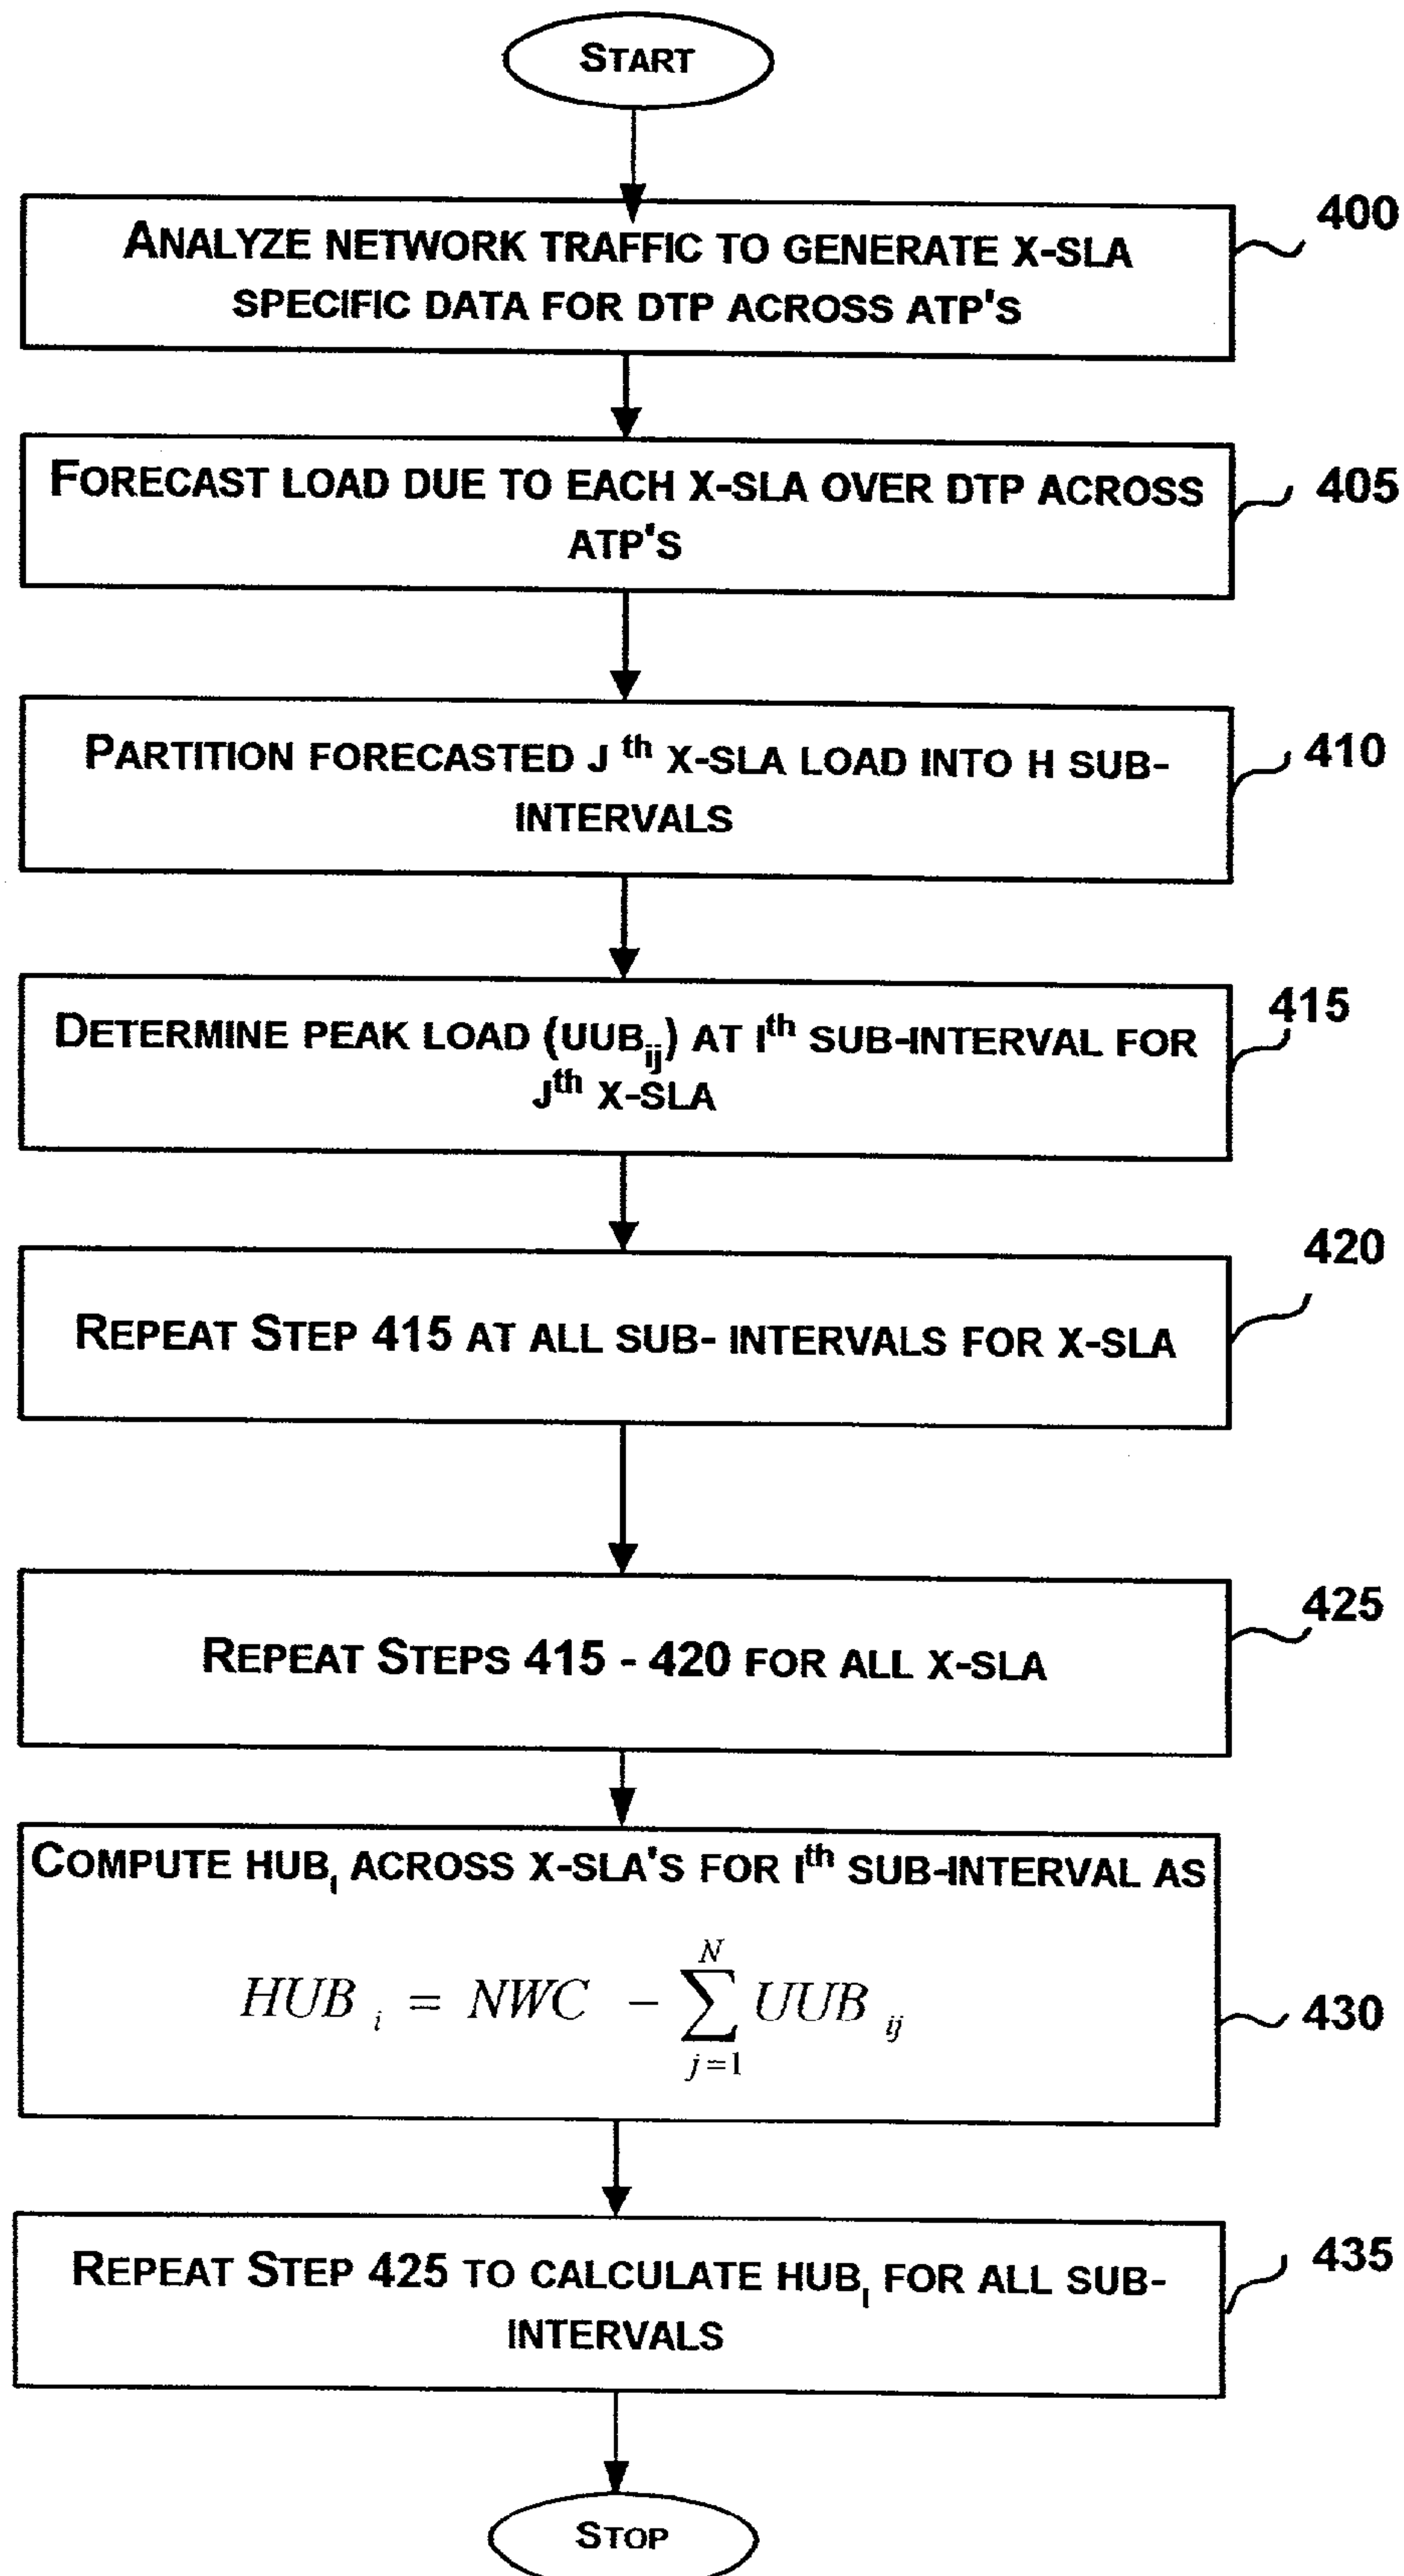 START
ANALYZE NETWORK TRAFFIC TO GENERATE X-SLA
SPECIFIC DATA FOR DTP ACROSS ATP'S
400
FORECAST LOAD DUE TO EACH X-SLA OVER DTP ACROSS
ATP'S
405
PARTITION FORECASTED J th X-SLA LOAD INTO H SUB-
INTERVALS
410
DETERMINE PEAK LOAD (UUBij) AT Ith SUB-INTERVAL FOR
Jth X-SLA
415
REPEAT STEP 415 AT ALL SUB- INTERVALS FOR X-SLA
420
REPEAT STEPS 415 - 420 FOR ALL X-SLA
425
COMPUTE HUBI ACROSS X-SLA'S FOR Ith SUB-INTERVAL AS
HUB i = NWC - ∑ j=1 N UUB ij
430
REPEAT STEP 425 TO CALCULATE HUBI FOR ALL SUB-
INTERVALS
435
STOP